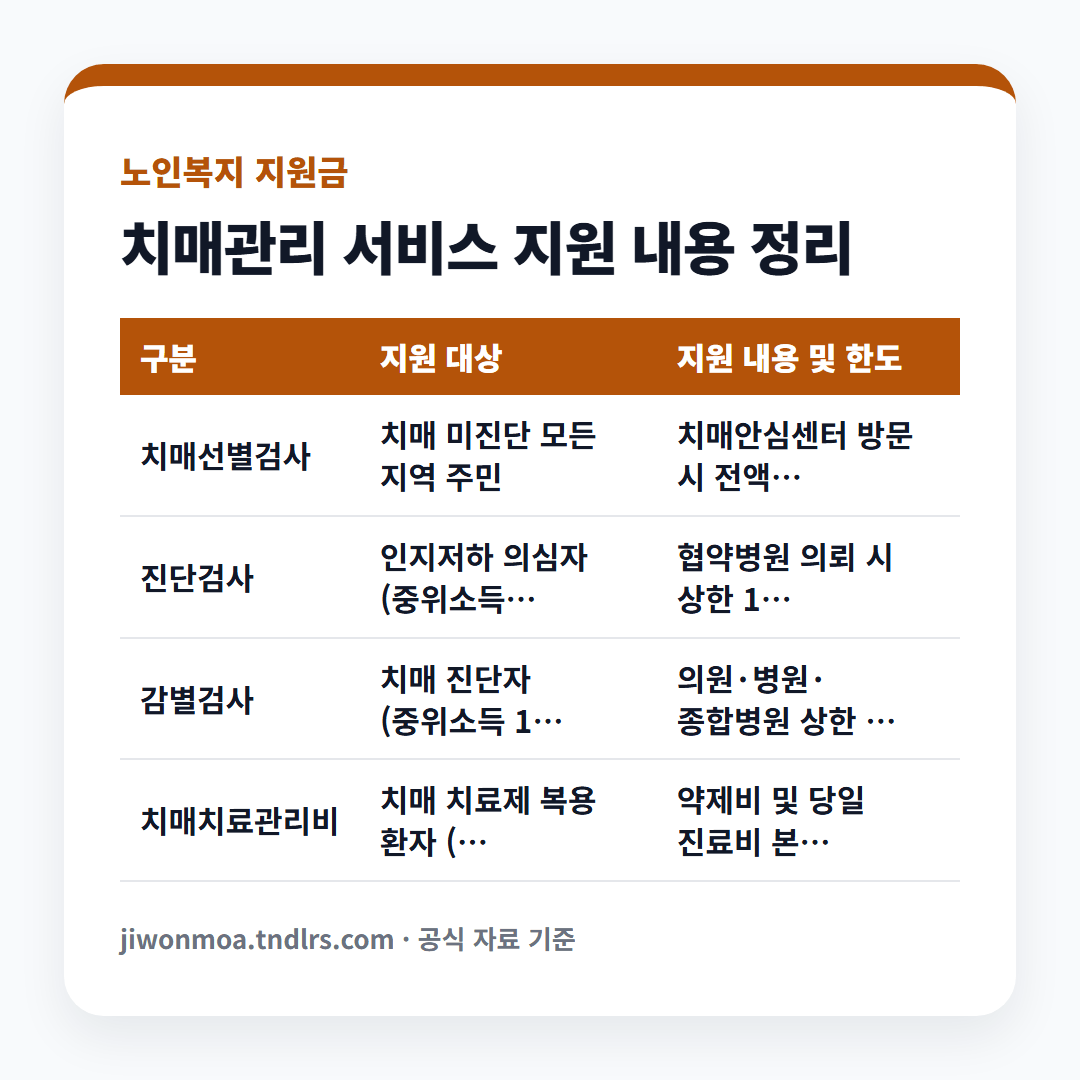 노인복지 지원금
치매관리 서비스 지원 내용 정리
구분 지원 대상 지원 내용 및 한도
치매선별검사
치매 미진단 모든
지역 주민
치매안심센터 방문
시 전액…
진단검사
인지저하 의심자
(중위소득…
협약병원 의뢰 시
상한 1…
감별검사
치매 진단자
(중위소득 1…
의원·병원·
종합병원 상한 …
치매치료관리비
치매 치료제 복용
환자 (…
약제비 및 당일
진료비 본…
jiwonmoa.tndlrs.com · 공식 자료 기준